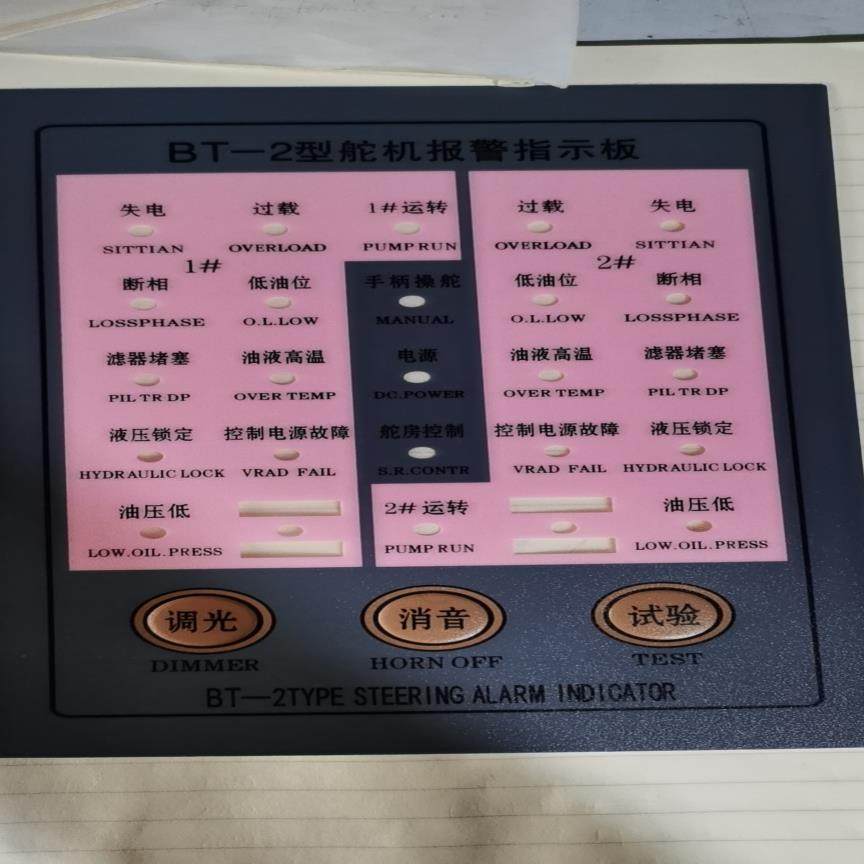 BT—2型舵机报警指示板
失电 过载 1#运转 过载 失电
SITTIAN OVERLOAD PUMP RUN OVERLOAD SITTIAN
1# 2#
断相 低油位 手柄操舵 低油位 断相
LOSSPHASE O.L.LOW MANUAL O.L.LOW LOSSPHASE
滤器堵塞 油液高温 电源 油液高温 滤器堵塞
PIL TR DP OVER TEMP DC.POWER OVER TEMP PIL TR DP
液压锁定 控制电源故障 舵房控制 控制电源故障 液压锁定
HYDRAULIC LOCK VRAD FAIL S.R.CONTR VRAD FAIL HYDRAULIC LOCK
油压低 2#运转 油压低
LOW.OIL.PRESS PUMP RUN LOW.OIL.PRESS
调光 消音 试验
DIMMER HORN OFF TEST
BT—2TYPE STEERING ALARM INDICATOR